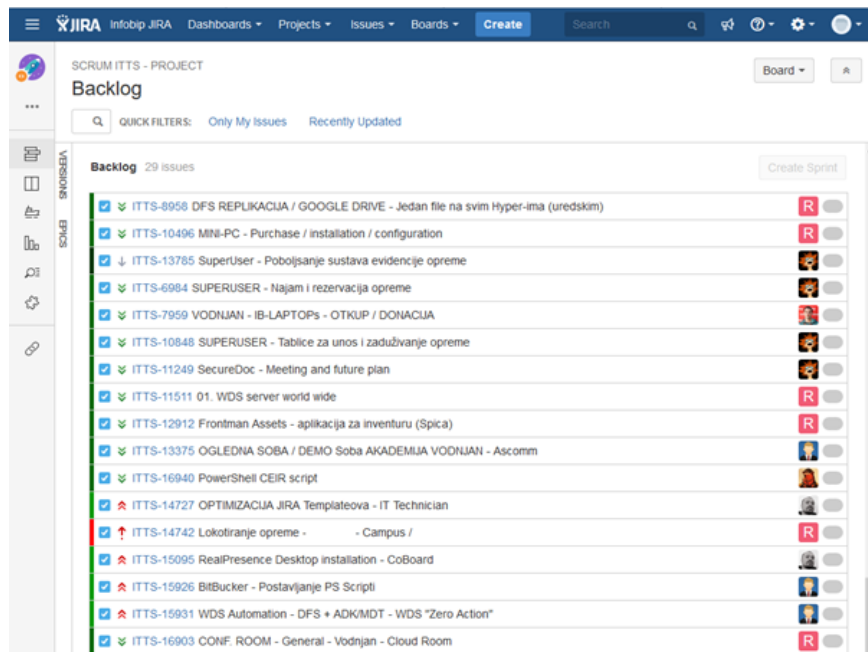 JIRA Infobip JIRA Dashboards Projects Issues Boards Create Search
SCRUM ITTS - PROJECT
Backlog
Board
QUICK FILTERS: Only My Issues Recently Updated
VERSIONS
EPICS
Backlog 29 issues
Create Sprint
ITTS-8958 DFS REPLIKACIJA / GOOGLE DRIVE - Jedan file na svim Hyper-ima (uredskim) R
ITTS-10496 MINI-PC - Purchase / installation / configuration R
ITTS-13785 SuperUser - Poboljsanje sustava evidencije opreme
ITTS-6984 SUPERUSER - Najam i rezervacija opreme
ITTS-7959 VODNJAN - IB-LAPTOPs - OTKUP / DONACIJA
ITTS-10848 SUPERUSER - Tablice za unos i zaduživanje opreme
ITTS-11249 SecureDoc - Meeting and future plan
ITTS-11511 01. WDS server world wide R
ITTS-12912 Frontman Assets - aplikacija za inventuru (Spica) R
ITTS-13375 OGLEDNA SOBA / DEMO Soba AKADEMIJA VODNJAN - Ascomm
ITTS-16940 PowerShell CEIR script
ITTS-14727 OPTIMIZACIJA JIRA Templateova - IT Technician
ITTS-14742 Lokotiranje opreme - - Campus / R
ITTS-15095 RealPresence Desktop installation - CoBoard
ITTS-15926 BitBucker - Postavljanje PS Scripti
ITTS-15931 WDS Automation - DFS + ADK/MDT - WDS "Zero Action"
ITTS-16903 CONF. ROOM - General - Vodnjan - Cloud Room R